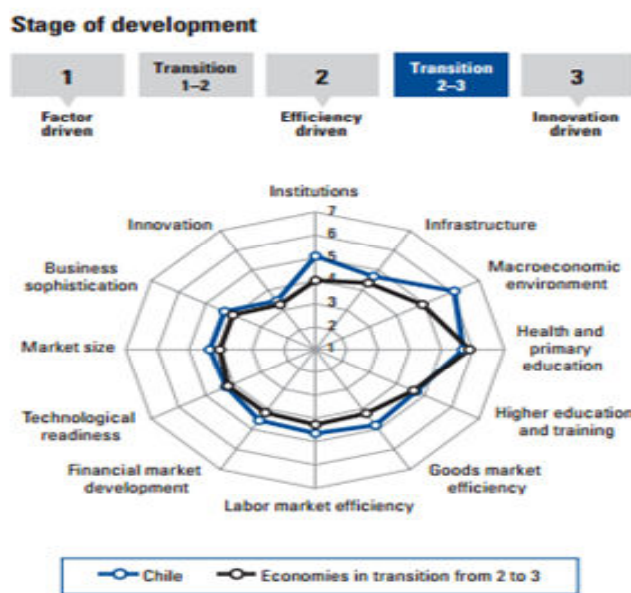 Stage of development
1
Transition
1–2
2
Transition
2–3
3
Factor
driven
Efficiency
driven
Innovation
driven
Institutions
7
6
5
4
3
2
1
Innovation
Infrastructure
Business
sophistication
Macroeconomic
environment
Market size
Health and
primary
education
Technological
readiness
Higher education
and training
Financial market
development
Goods market
efficiency
Labor market efficiency
Chile
Economies in transition from 2 to 3